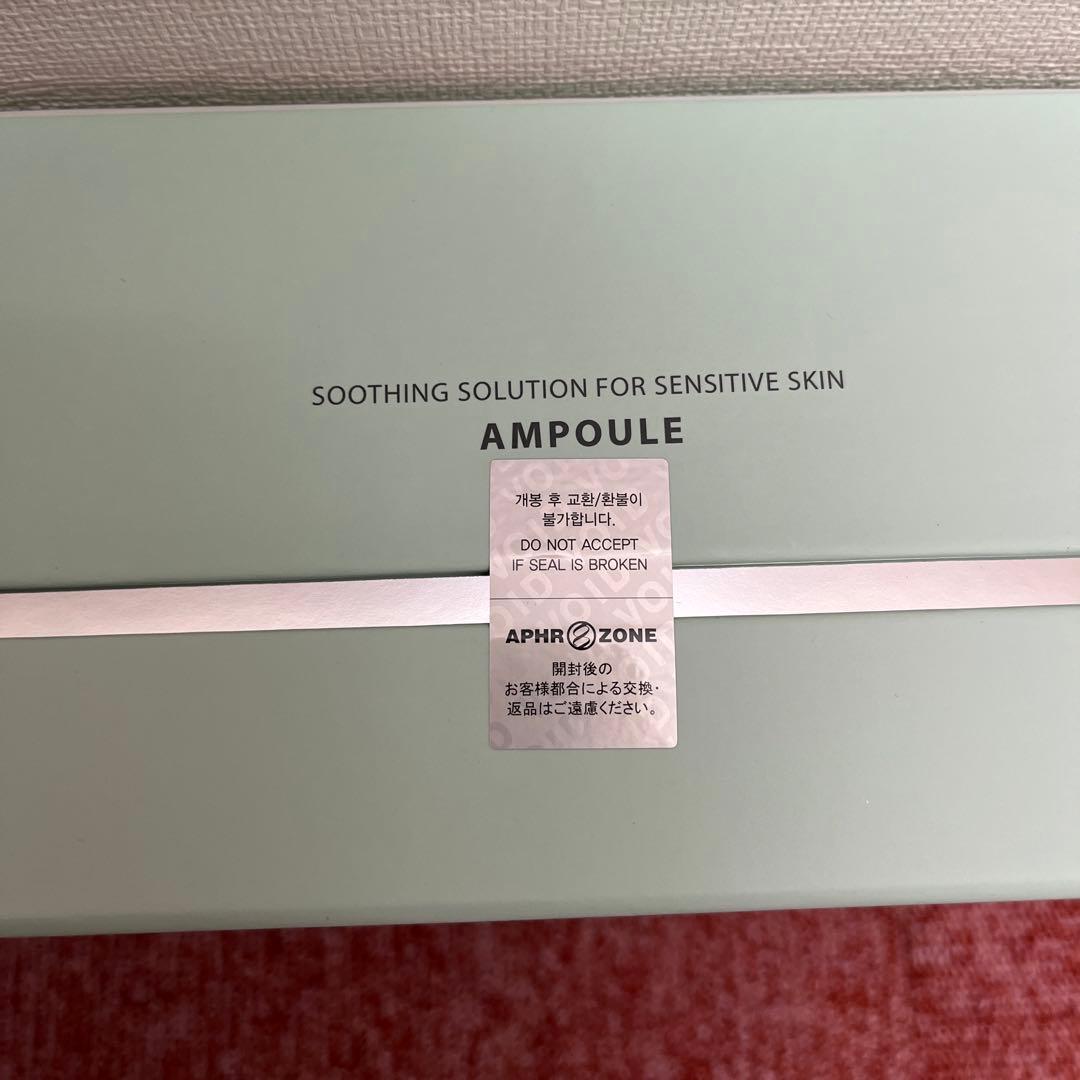 SOOTHING SOLUTION FOR SENSITIVE SKIN
AMPOULE
개봉 후 교환/환불이
불가합니다.
DO NOT ACCEPT
IF SEAL IS BROKEN
APHROZONE
開封後の
お客様都合による交換・
返品はご遠慮ください。
VOID